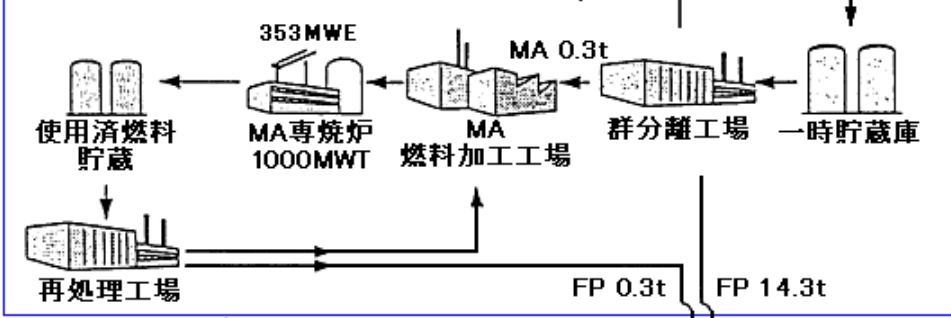 353MWE
MA 0.3t
使用済燃料
貯蔵
MA専焼炉
1000MWT
MA
燃料加工工場
群分離工場
一時貯蔵庫
再処理工場
FP 0.3t
FP 14.3t